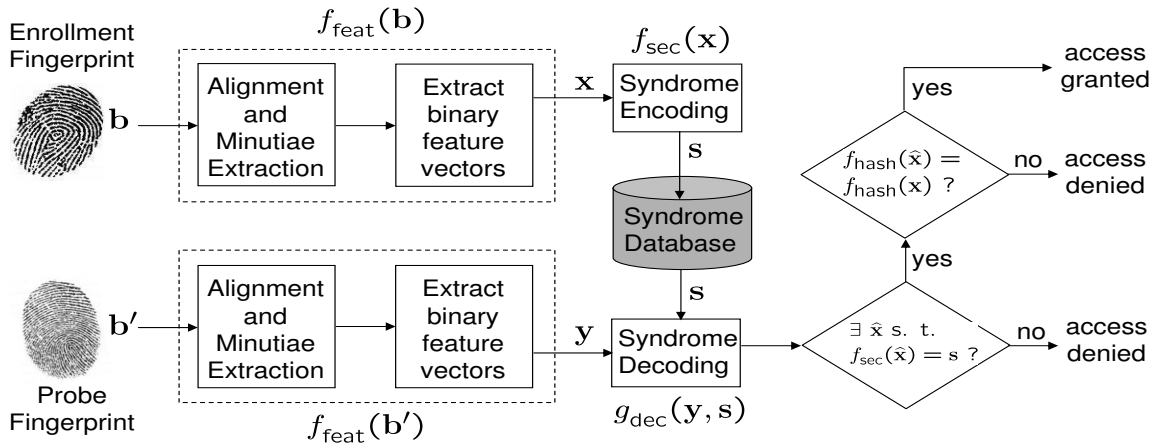 Enrollment
Fingerprint
b
f_feat(b)
Alignment
and
Minutiae
Extraction
Extract
binary
feature
vectors
x
f_sec(x)
Syndrome
Encoding
s
Syndrome
Database
s
Probe
Fingerprint
b′
Alignment
and
Minutiae
Extraction
Extract
binary
feature
vectors
f_feat(b′)
y
Syndrome
Decoding
g_dec(y, s)
∃ x̂ s. t.
f_sec(x̂) = s ?
no
access
denied
yes
f_hash(x̂) =
f_hash(x) ?
no
access
denied
yes
access
granted